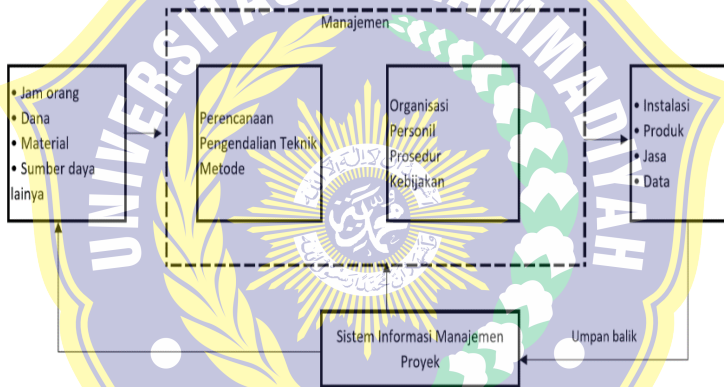 Manajemen
• Jam orang
• Dana
• Material
• Sumber daya
lainya
Perencanaan
Pengendalian Teknik
Metode
Organisasi
Personil
Prosedur
Kebijakan
• Instalasi
• Produk
• Jasa
• Data
Sistem Informasi Manajemen
Proyek
Umpan balik